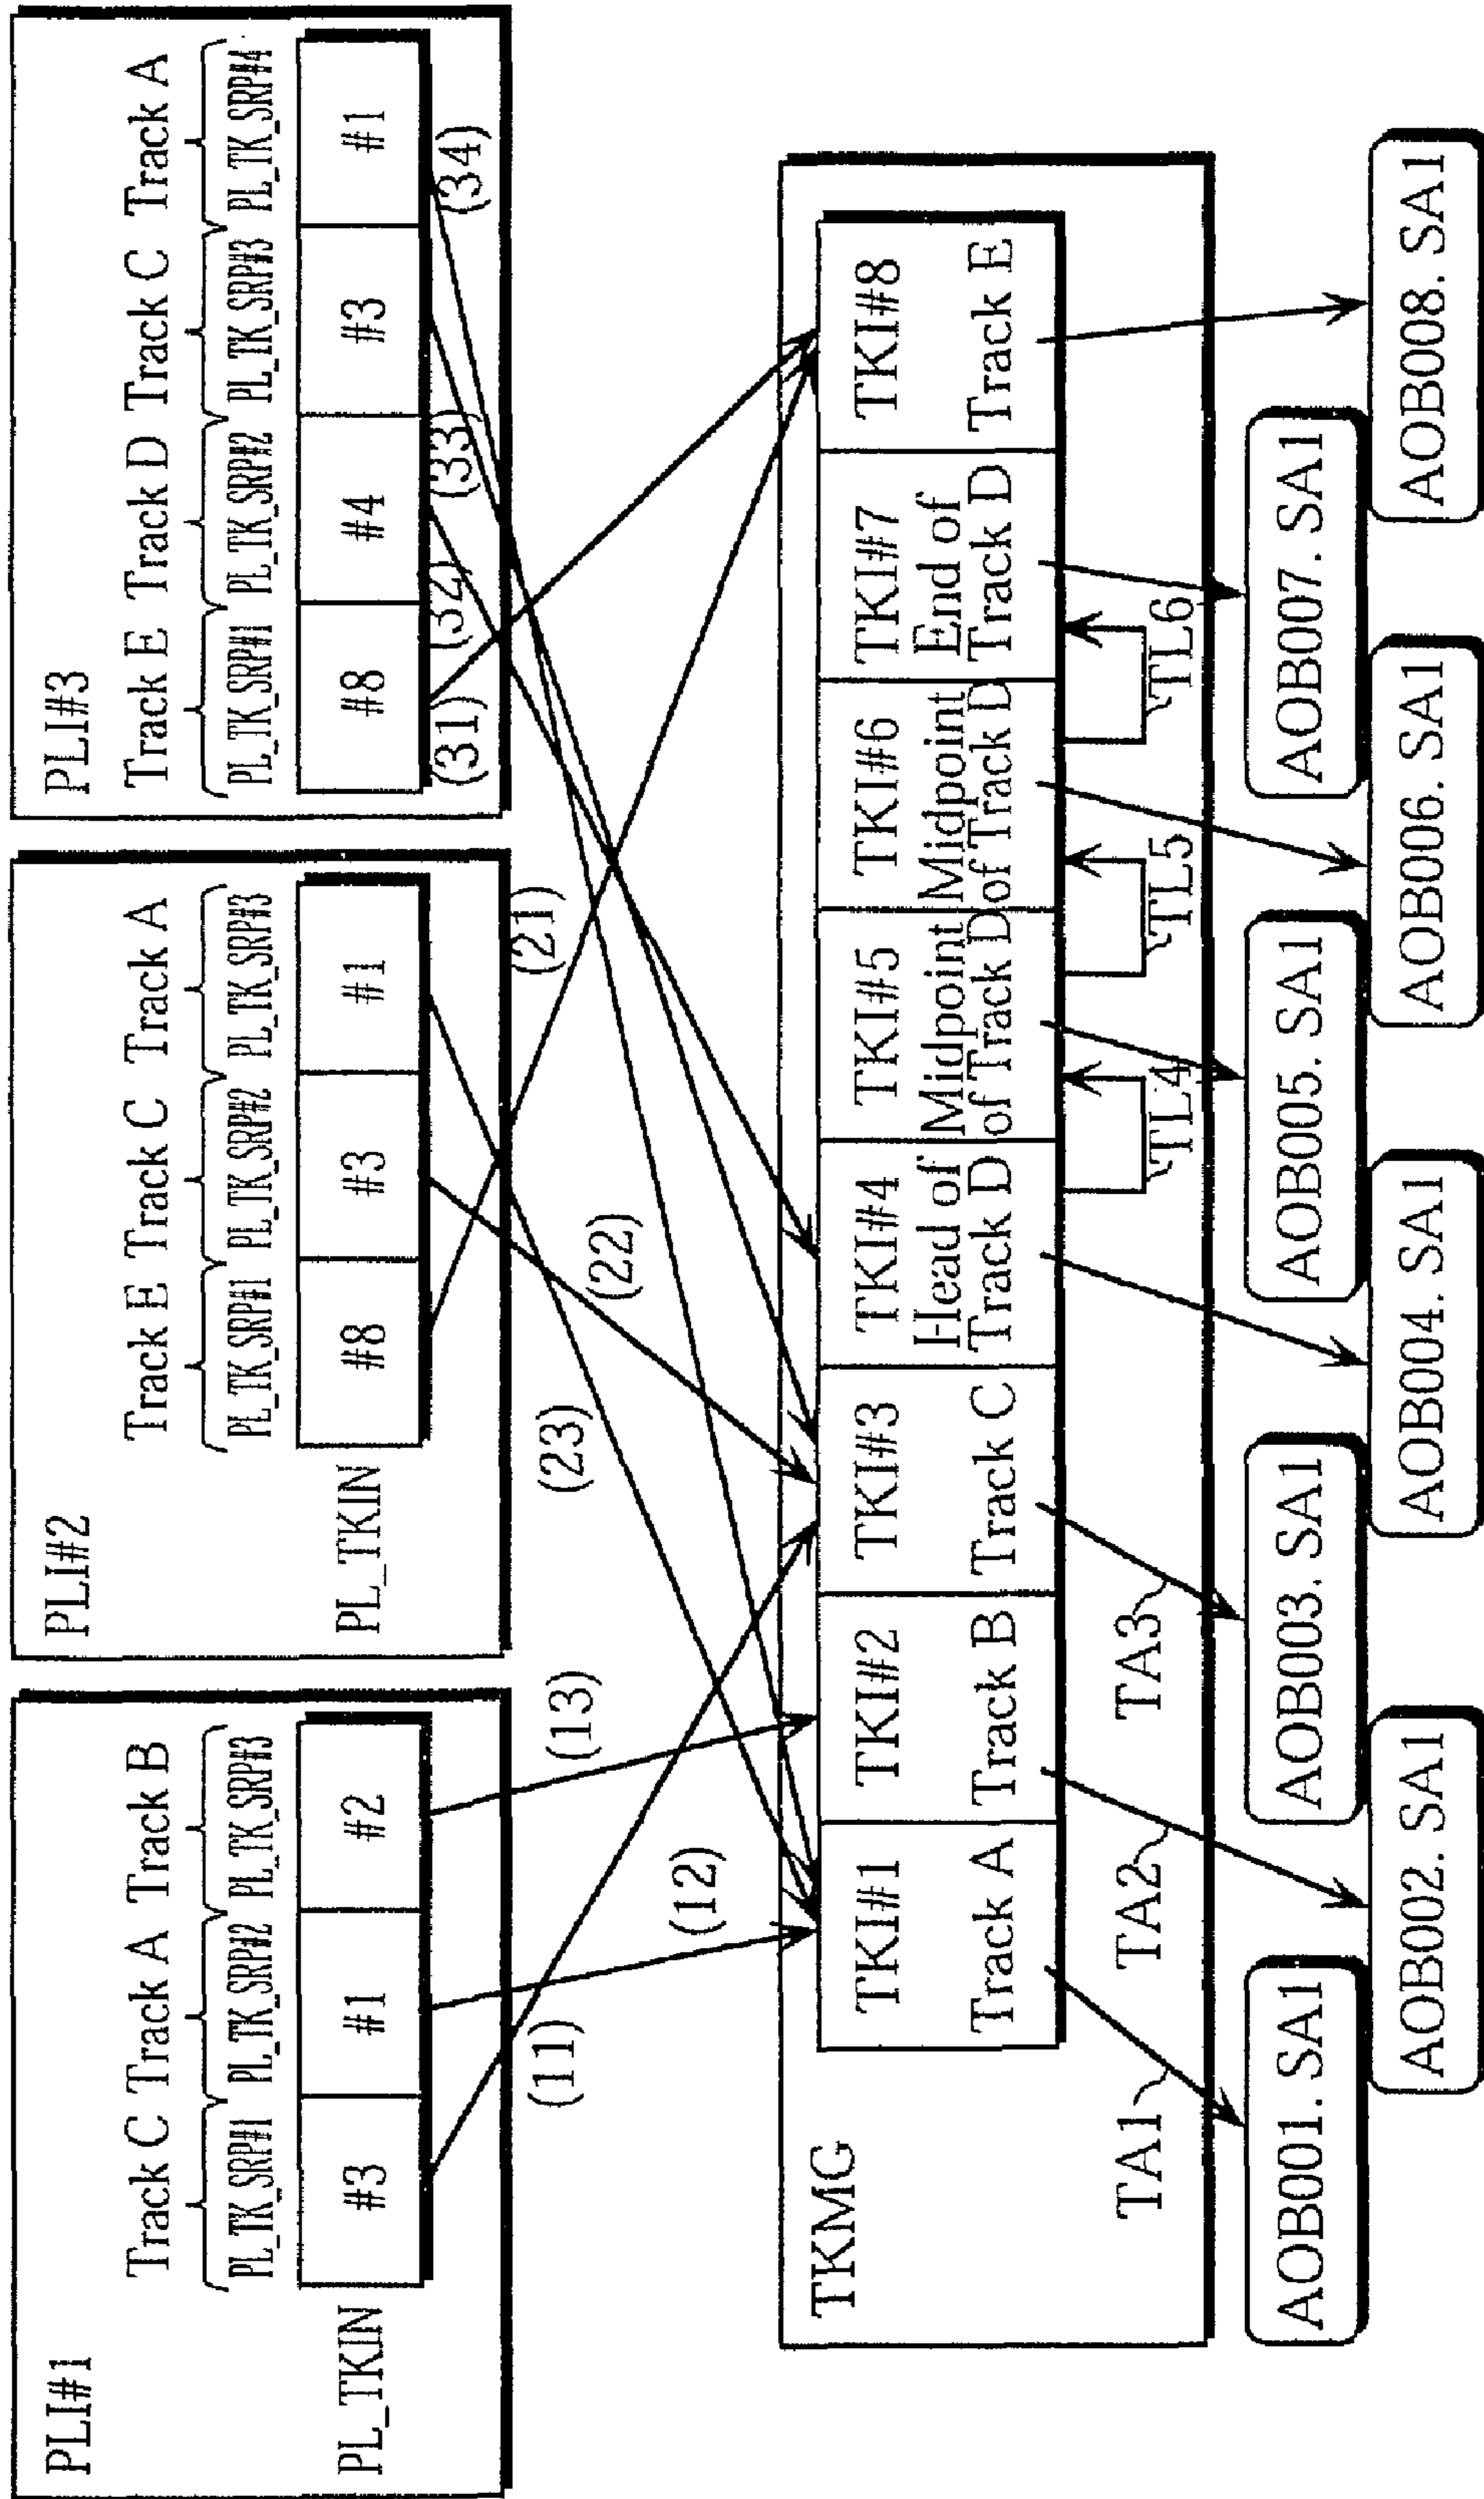 PLI#1
Track C Track A Track B
PL_TK_SRP#1 PL_TK_SRP#2 PL_TK_SRP#3
PL_TKIN
#3 #1 #2
PLI#2
Track E Track C Track A
PL_TK_SRP#1 PL_TK_SRP#2 PL_TK_SRP#3
PL_TKIN
#8 #3 #1
PLI#3
Track E Track D Track C Track A
PL_TK_SRP#1 PL_TK_SRP#2 PL_TK_SRP#3 PL_TK_SRP#4
#8 #4 #3 #1
(31) (32) (33) (34)
(11) (12) (13)
(23) (22) (21)
TKMG
TKI#1
Track A
TKI#2
Track B
TKI#3
Track C
TKI#4
Head of
Track D
TKI#5
Midpoint
of Track D
TKI#6
Midpoint
of Track D
TKI#7
End of
Track D
TKI#8
Track E
TA1 TA2 TA3 TL4 TL5 TL6
AOB001. SA1 AOB003. SA1 AOB005. SA1 AOB007. SA1
AOB002. SA1 AOB004. SA1 AOB006. SA1 AOB008. SA1